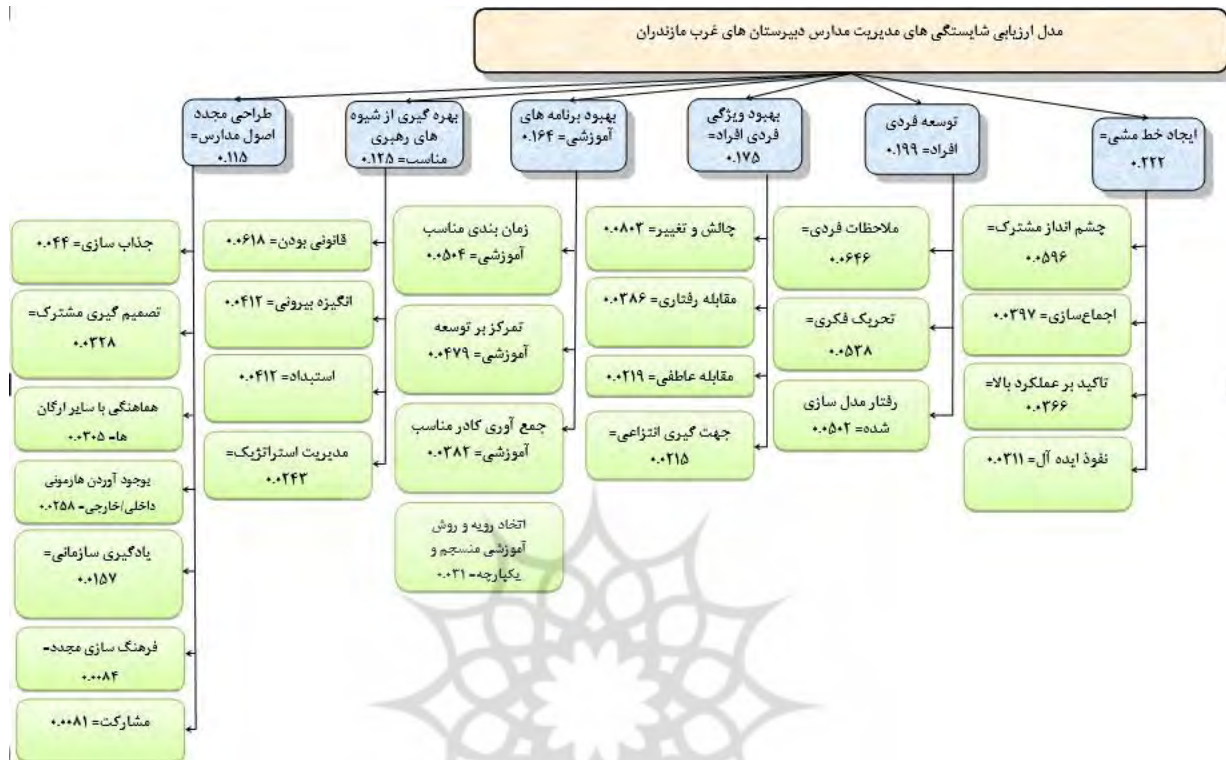 مدل ارزیابی شایستگی های مدیریت مدارس دبیرستان های غرب مازندران
ایجاد خط مشی=
۰.۲۲۲
چشم انداز مشترک=
۰.۰۵۹۶
اجماع‌سازی= ۰.۰۳۹۷
تاکید بر عملکرد بالا=
۰.۰۳۶۶
نفوذ ایده آل= ۰.۰۳۱۱
توسعه فردی
افراد= ۰.۱۹۹
ملاحظات فردی=
۰.۰۶۴۶
تحریک فکری=
۰.۰۵۳۸
رفتار مدل سازی
شده= ۰.۰۵۰۲
بهبود ویژگی
فردی افراد=
۰.۱۷۵
چالش و تغییر= ۰.۰۸۰۳
مقابله رفتاری= ۰.۰۳۸۶
مقابله عاطفی= ۰.۰۲۱۹
جهت گیری انتزاعی=
۰.۰۲۱۵
بهبود برنامه های
آموزشی= ۰.۱۶۴
زمان بندی مناسب
آموزشی= ۰.۰۵۰۴
تمرکز بر توسعه
آموزشی= ۰.۰۴۷۹
جمع آوری کادر مناسب
آموزشی= ۰.۰۳۸۲
اتخاد رویه و روش
آموزشی منسجم و
یکپارچه= ۰.۰۳۱
بهره گیری از شیوه
های رهبری
مناسب= ۰.۱۲۵
قانونی بودن= ۰.۰۶۱۸
انگیزه بیرونی= ۰.۰۴۱۲
استبداد= ۰.۰۴۱۲
مدیریت استراتژیک=
۰.۰۲۴۳
طراحی مجدد
اصول مدارس=
۰.۱۱۵
جذاب سازی= ۰.۰۴۴
تصمیم گیری مشترک=
۰.۰۳۲۸
هماهنگی با سایر ارگان
ها= ۰.۰۳۰۵
بوجود آوردن هارمونی
داخلی/خارجی= ۰.۰۲۵۸
یادگیری سازمانی=
۰.۰۱۵۷
فرهنگ سازی مجدد=
۰.۰۰۸۴
مشارکت= ۰.۰۰۸۱